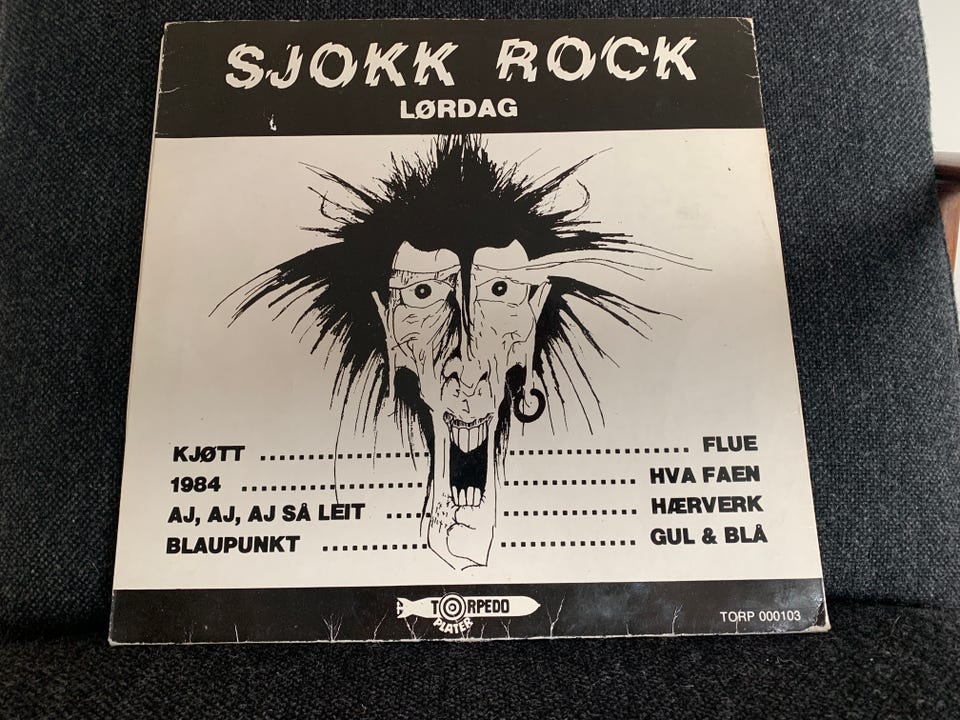 SJOKK ROCK
LØRDAG
KJØTT ........................................................ FLUE
1984 ........................................ HVA FAEN
AJ, AJ, AJ SÅ LEIT ...................... HÆRVERK
BLAUPUNKT ............................... GUL & BLÅ
TORPEDO
PLATER
TORP 000103